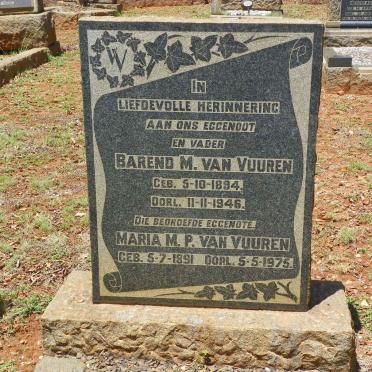 W
IN
LIEFDEVOLLE HERINNERING
AAN ONS EGGENOOT
EN VADER
BAREND M. VAN VUUREN
GEB. 5-10-1894.
OORL. 11-11-1946.
DIE BEDROEFDE EGGENOTE
MARIA M. P. VAN VUUREN
GEB. 5-7-1891 OORL. 5-5-1975.